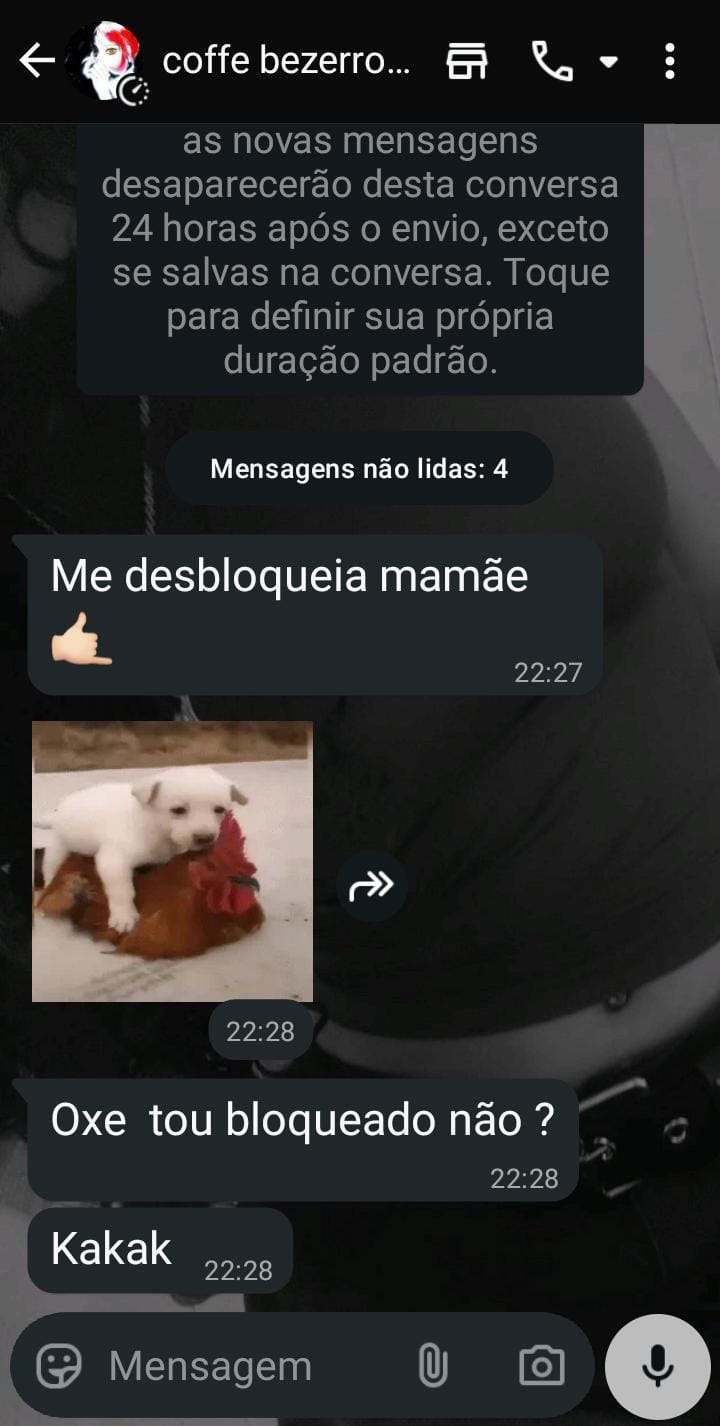 coffe bezerro...
as novas mensagens
desaparecerão desta conversa
24 horas após o envio, exceto
se salvas na conversa. Toque
para definir sua própria
duração padrão.
Mensagens não lidas: 4
Me desbloqueia mamãe
🤙🏻
22:27
22:28
Oxe tou bloqueado não ?
22:28
Kakak
22:28
Mensagem